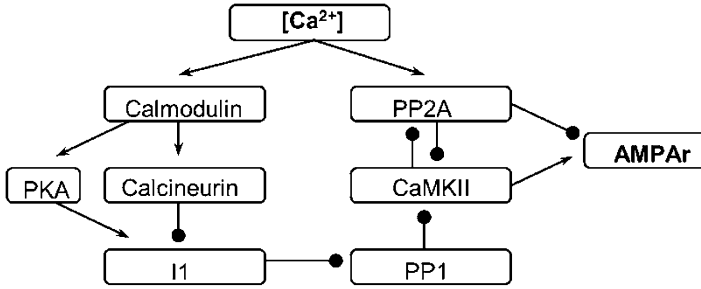 [Ca²⁺]
Calmodulin
PP2A
AMPAr
PKA
Calcineurin
CaMKII
I1
PP1